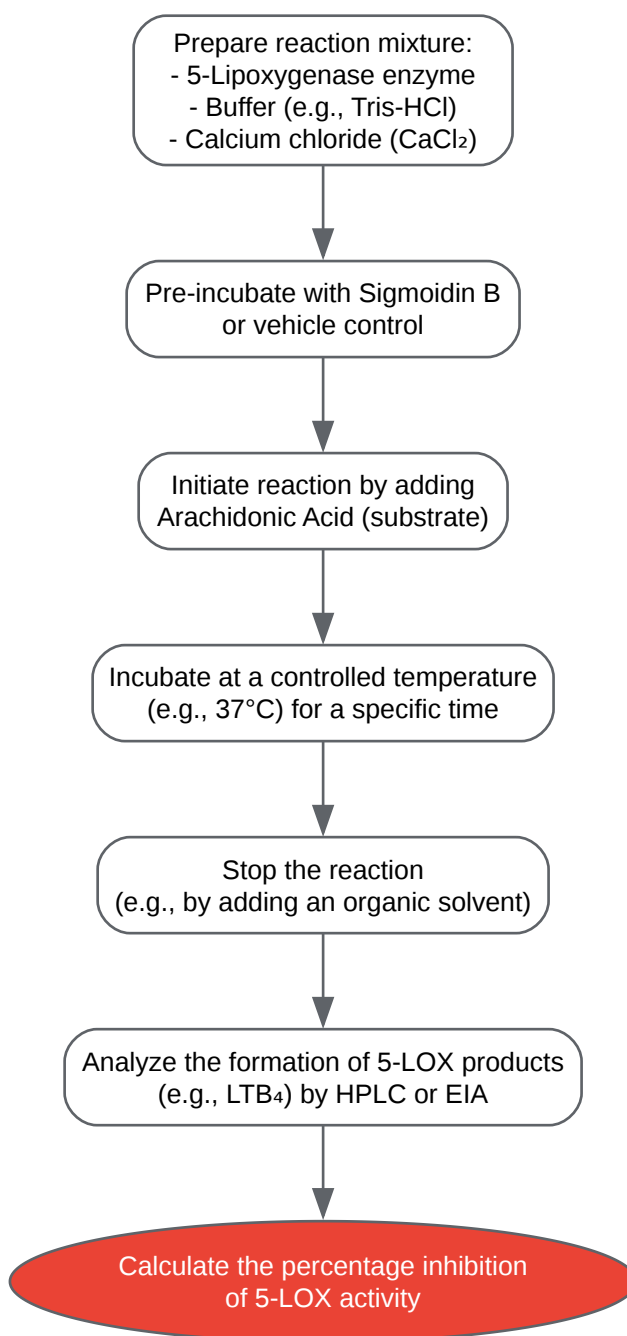 Prepare reaction mixture:
- 5-Lipoxygenase enzyme
- Buffer (e.g., Tris-HCl)
- Calcium chloride (CaCl₂)
Pre-incubate with Sigmoidin B
or vehicle control
Initiate reaction by adding
Arachidonic Acid (substrate)
Incubate at a controlled temperature
(e.g., 37°C) for a specific time
Stop the reaction
(e.g., by adding an organic solvent)
Analyze the formation of 5-LOX products
(e.g., LTB₄) by HPLC or EIA
Calculate the percentage inhibition
of 5-LOX activity